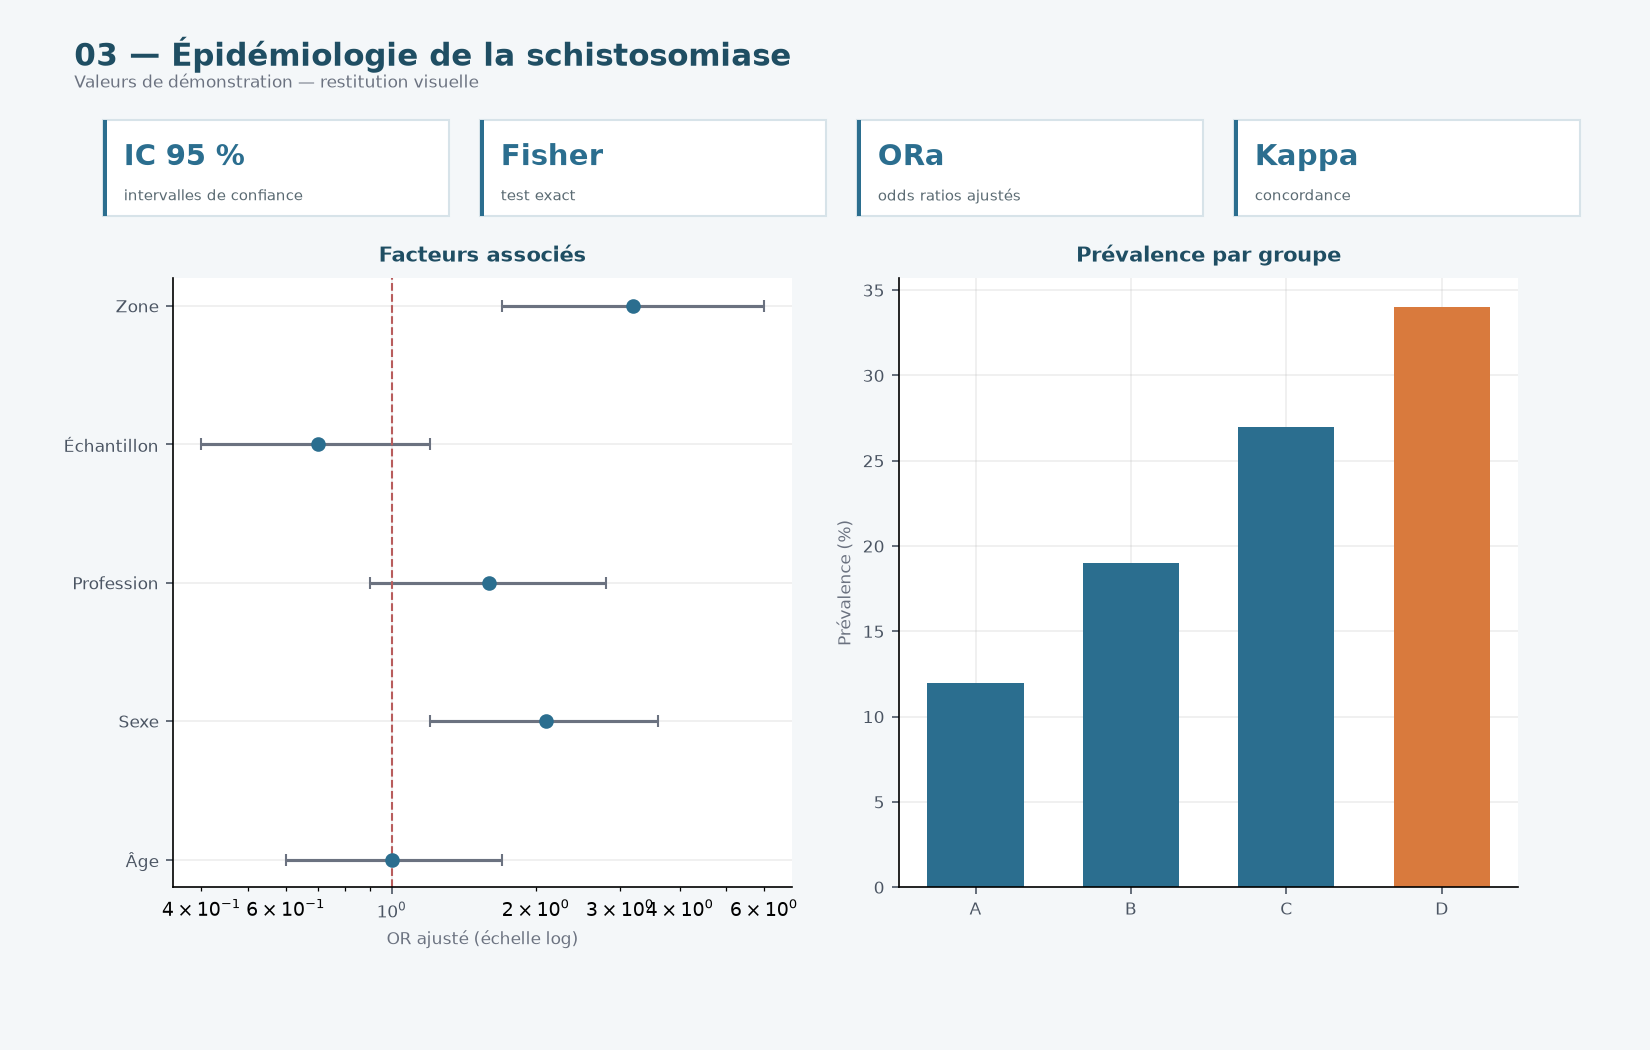 03 — Épidémiologie de la schistosomiase
Valeurs de démonstration — restitution visuelle
IC 95 %
intervalles de confiance
Fisher
test exact
ORa
odds ratios ajustés
Kappa
concordance
Facteurs associés
Zone
Échantillon
Profession
Sexe
Âge
4 × 10⁻¹ 6 × 10⁻¹ 10⁰ 2 × 10⁰ 3 × 10⁰ 4 × 10⁰ 6 × 10⁰
OR ajusté (échelle log)
Prévalence par groupe
Prévalence (%)
35
30
25
20
15
10
5
0
A B C D